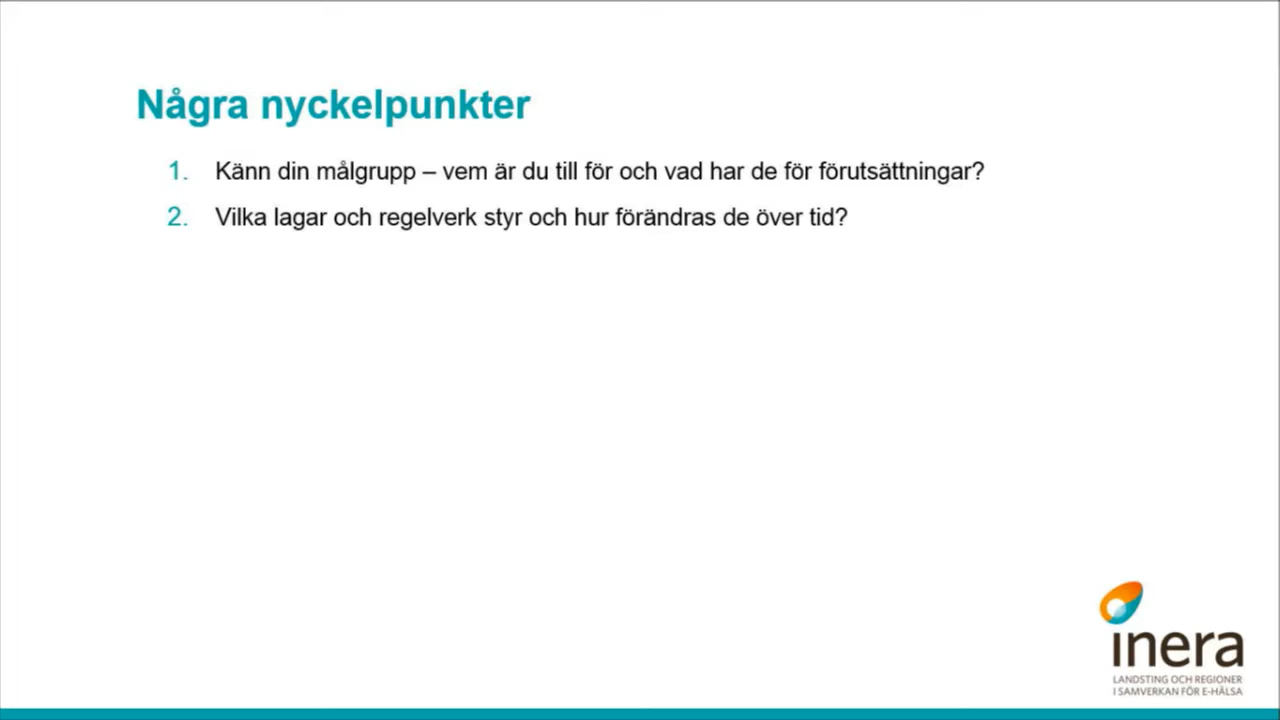 Några nyckelpunkter
1. Känn din målgrupp – vem är du till för och vad har de för förutsättningar?
2. Vilka lagar och regelverk styr och hur förändras de över tid?
inera
LANDSTING OCH REGIONER
I SAMVERKAN FÖR E-HÄLSA